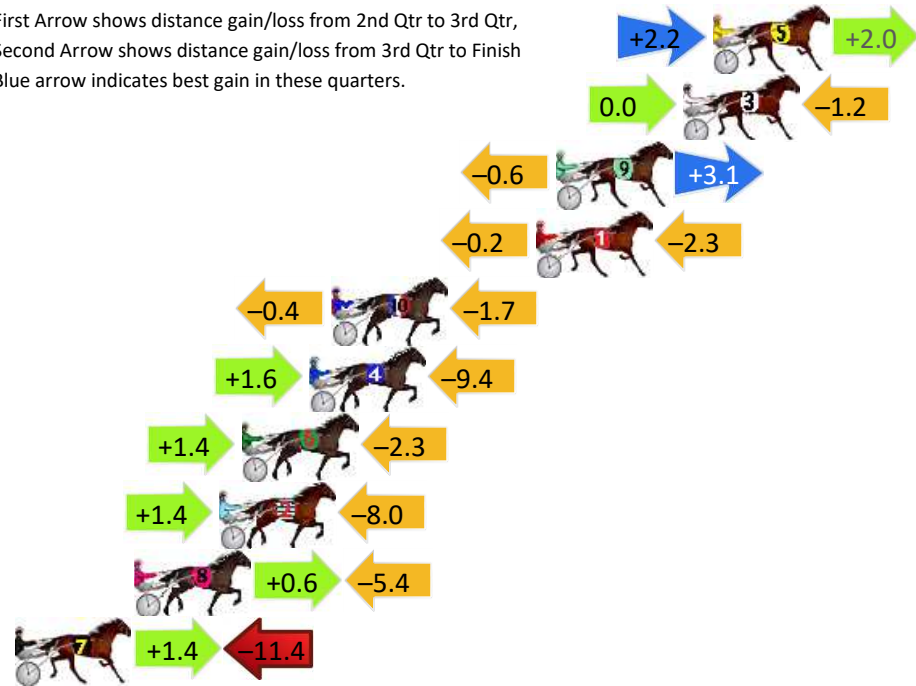 First Arrow shows distance gain/loss from 2nd Qtr to 3rd Qtr,
Second Arrow shows distance gain/loss from 3rd Qtr to Finish
Blue arrow indicates best gain in these quarters.
+2.2 5 +2.0
0.0 3 –1.2
–0.6 9 +3.1
–0.2 1 –2.3
–0.4 10 –1.7
+1.6 4 –9.4
+1.4 6 –2.3
+1.4 2 –8.0
8 +0.6 –5.4
7 +1.4 –11.4